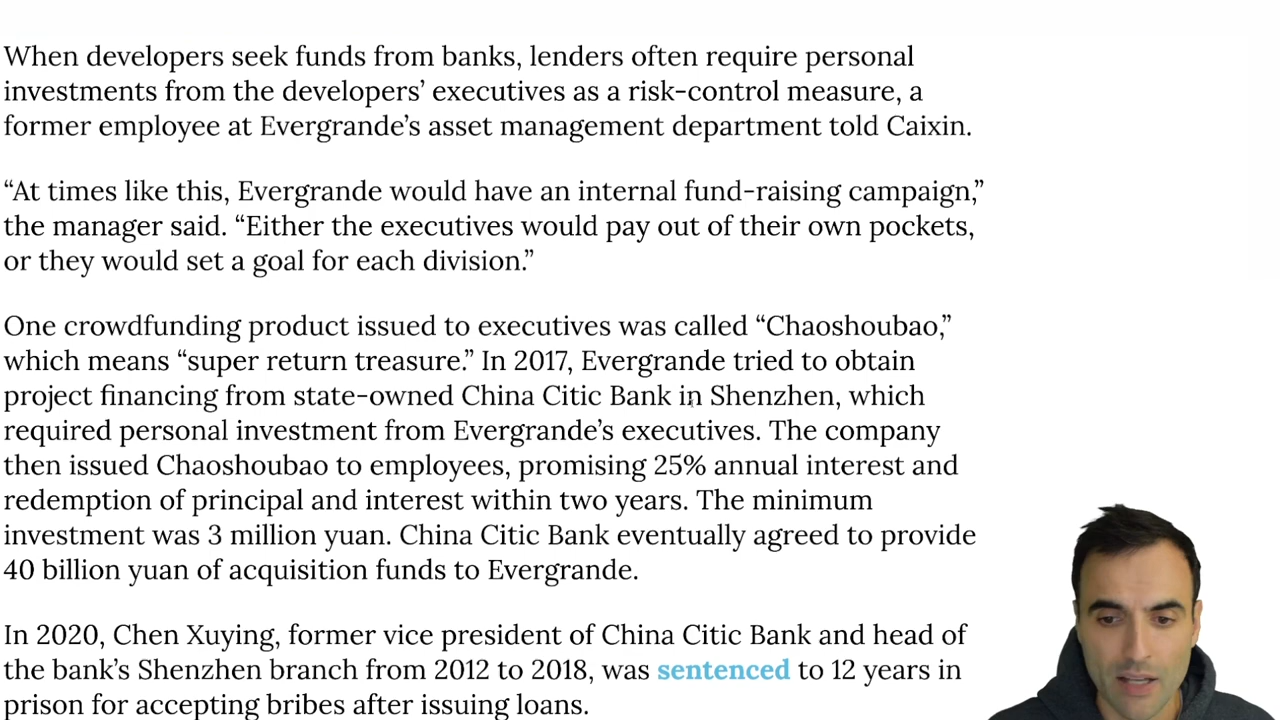 When developers seek funds from banks, lenders often require personal
investments from the developers’ executives as a risk-control measure, a
former employee at Evergrande’s asset management department told Caixin.
“At times like this, Evergrande would have an internal fund-raising campaign,”
the manager said. “Either the executives would pay out of their own pockets,
or they would set a goal for each division.”
One crowdfunding product issued to executives was called “Chaoshoubao,”
which means “super return treasure.” In 2017, Evergrande tried to obtain
project financing from state-owned China Citic Bank in Shenzhen, which
required personal investment from Evergrande’s executives. The company
then issued Chaoshoubao to employees, promising 25% annual interest and
redemption of principal and interest within two years. The minimum
investment was 3 million yuan. China Citic Bank eventually agreed to provide
40 billion yuan of acquisition funds to Evergrande.
In 2020, Chen Xuying, former vice president of China Citic Bank and head of
the bank’s Shenzhen branch from 2012 to 2018, was sentenced to 12 years in
prison for accepting bribes after issuing loans.